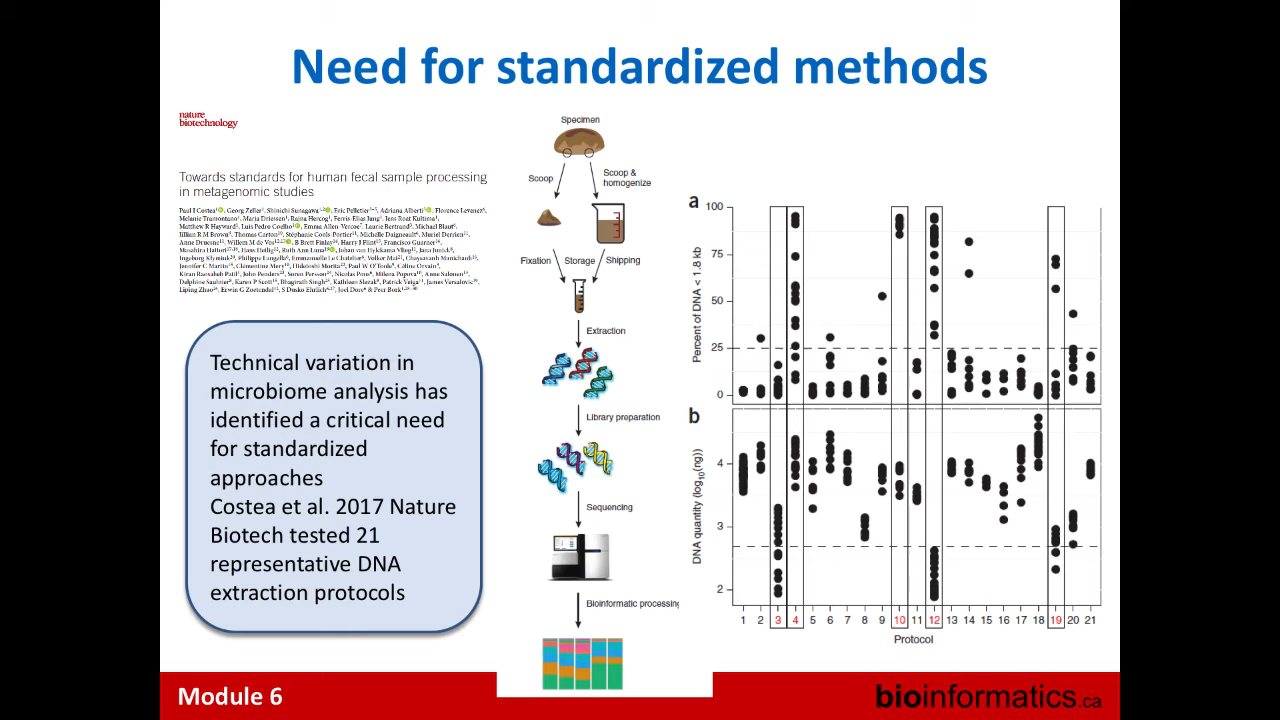 Need for standardized methods
nature
biotechnology
Towards standards for human fecal sample processing
in metagenomic studies
Technical variation in
microbiome analysis has
identified a critical need
for standardized
approaches
Costea et al. 2017 Nature
Biotech tested 21
representative DNA
extraction protocols
Specimen
Scoop
Scoop &
homogenize
Fixation Storage Shipping
Extraction
Library preparation
Sequencing
Bioinformatic processing
a
Percent of DNA < 1.8 kb
100
75
50
25
0
b
DNA quantity (log10(ng))
4
3
2
1 2 3 4 5 6 7 8 9 10 11 12 13 14 15 16 17 18 19 20 21
Protocol
Module 6
bioinformatics.ca